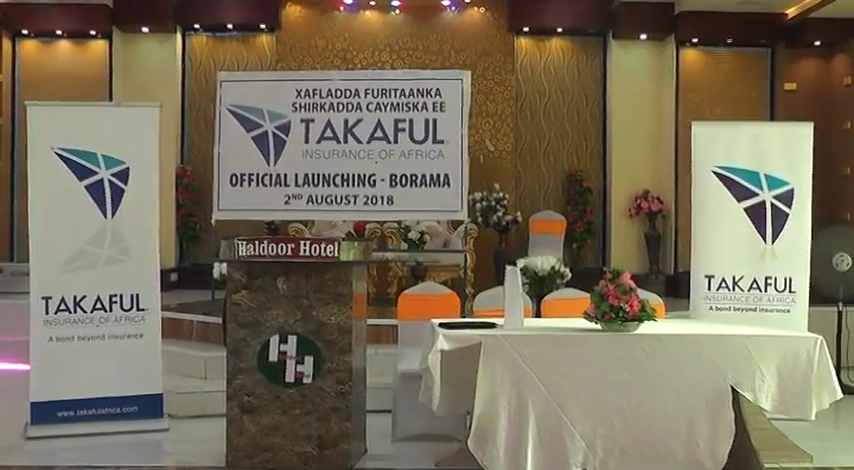 XAFLADDA FURITAANKA
SHIRKADDA CAYMISKA EE
TAKAFUL
INSURANCE OF AFRICA
OFFICIAL LAUNCHING - BORAMA
2ND AUGUST 2018
TAKAFUL
INSURANCE OF AFRICA
A bond beyond insurance
www.takafulafrica.com
Haldoor Hotel
HH
TAKAFUL
INSURANCE OF AFRICA
A bond beyond insurance